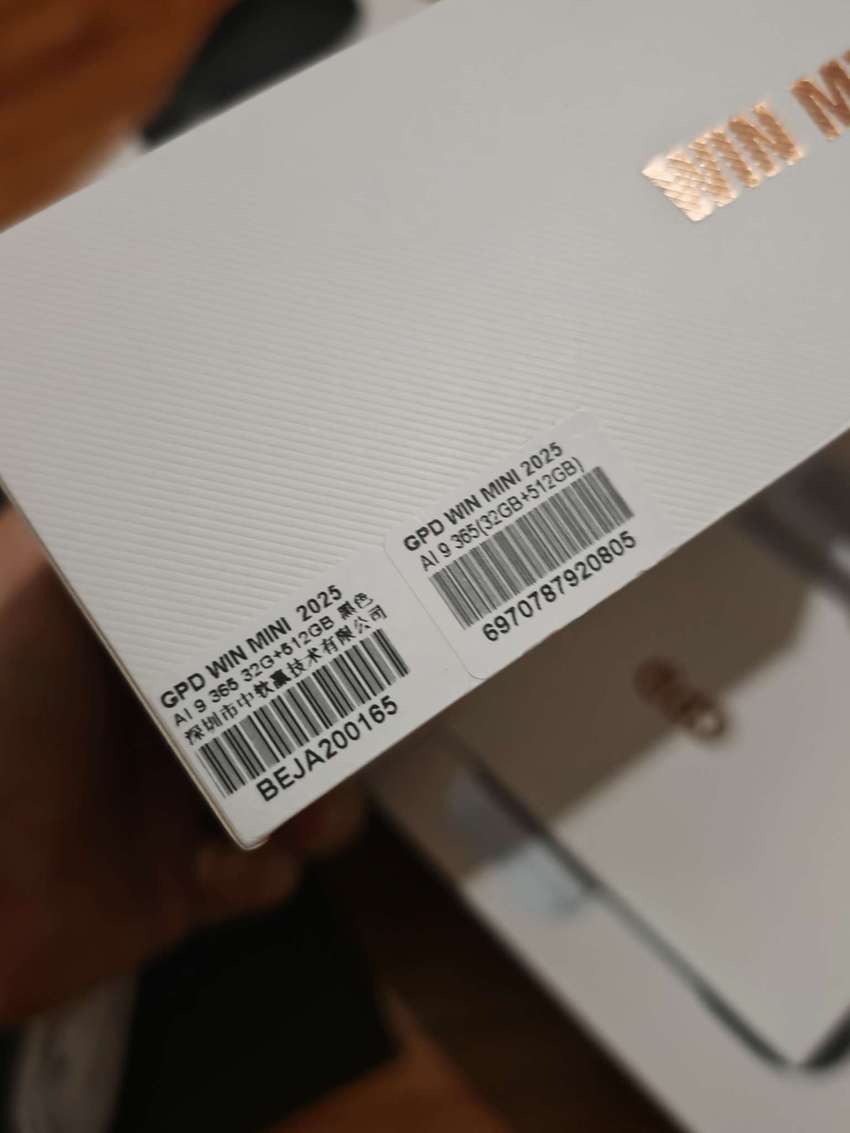 WIN M
GPD WIN MINI 2025
AI 9 365(32GB+512GB)
6970787920805
GPD WIN MINI 2025
AI 9 365 32G+512GB 黑色
深圳市中软赢技术有限公司
BEJA200165